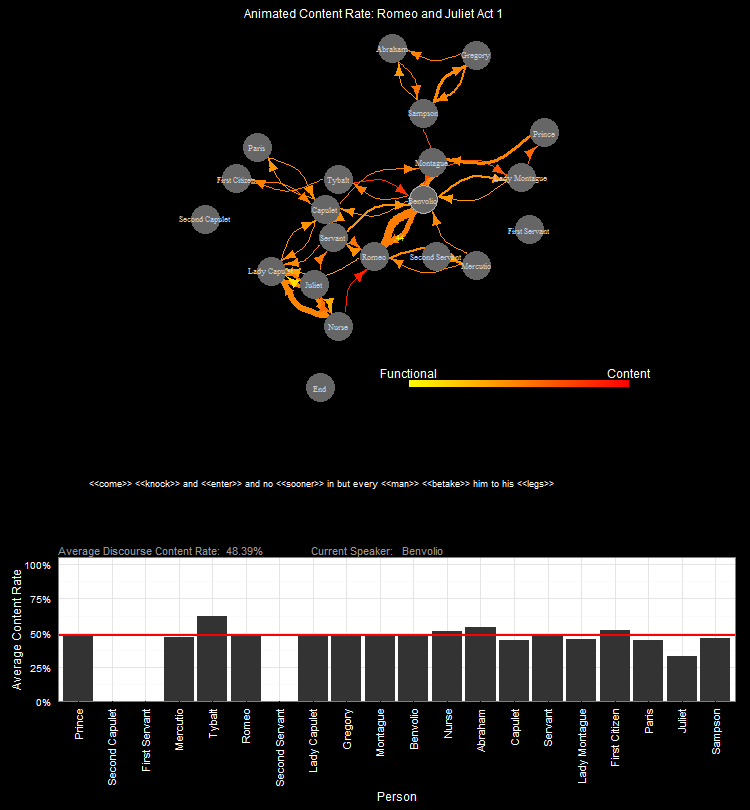 Animated Content Rate: Romeo and Juliet Act 1
Abraham
Gregory
Sampson
Prince
Paris
Montague
First Citizen
Tybalt
Lady Montague
Benvolio
Capulet
Second Capulet
First Servant
Servant
44
Romeo
Second Servant
Mercutio
Lady Capulet
Juliet
Nurse
End
Functional
Content
<<come>> <<knock>> and <<enter>> and no <<sooner>> in but every <<man>> <<betake>> him to his <<legs>>
Average Discourse Content Rate: 48.39% Current Speaker: Benvolio
Average Content Rate
100%
75%
50%
25%
0%
Prince
Second Capulet
First Servant
Mercutio
Tybalt
Romeo
Second Servant
Lady Capulet
Gregory
Montague
Benvolio
Nurse
Abraham
Capulet
Servant
Lady Montague
First Citizen
Paris
Juliet
Sampson
Person